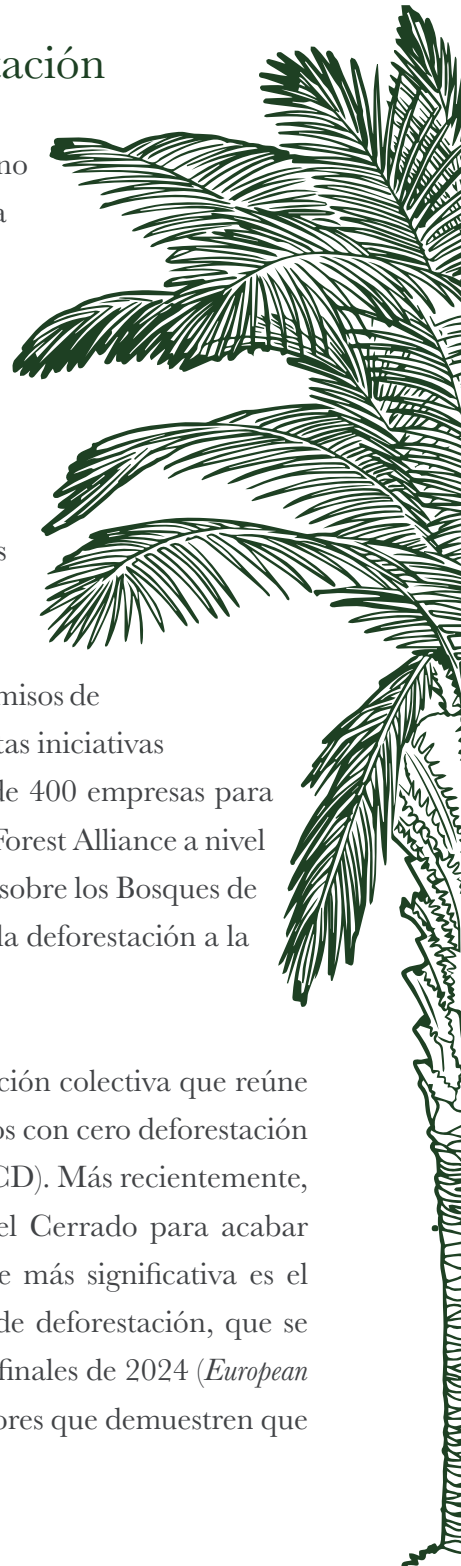 ación
no
a
s
misos de
tas iniciativas
de 400 empresas para
Forest Alliance a nivel
sobre los Bosques de
la deforestación a la
ción colectiva que reúne
os con cero deforestación
CD). Más recientemente,
el Cerrado para acabar
e más significativa es el
de deforestación, que se
finales de 2024 (European
ores que demuestren que